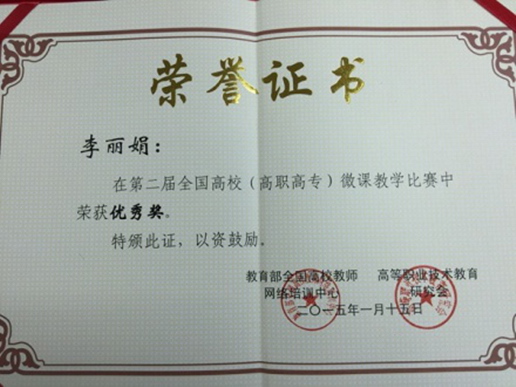 荣誉证书
李丽娟：
在第二届全国高校（高职高专）微课教学比赛中
荣获优秀奖。
特颁此证，以资鼓励。
教育部全国高校教师 高等职业技术教育
网络培训中心 研究会
二〇一五年一月十五日